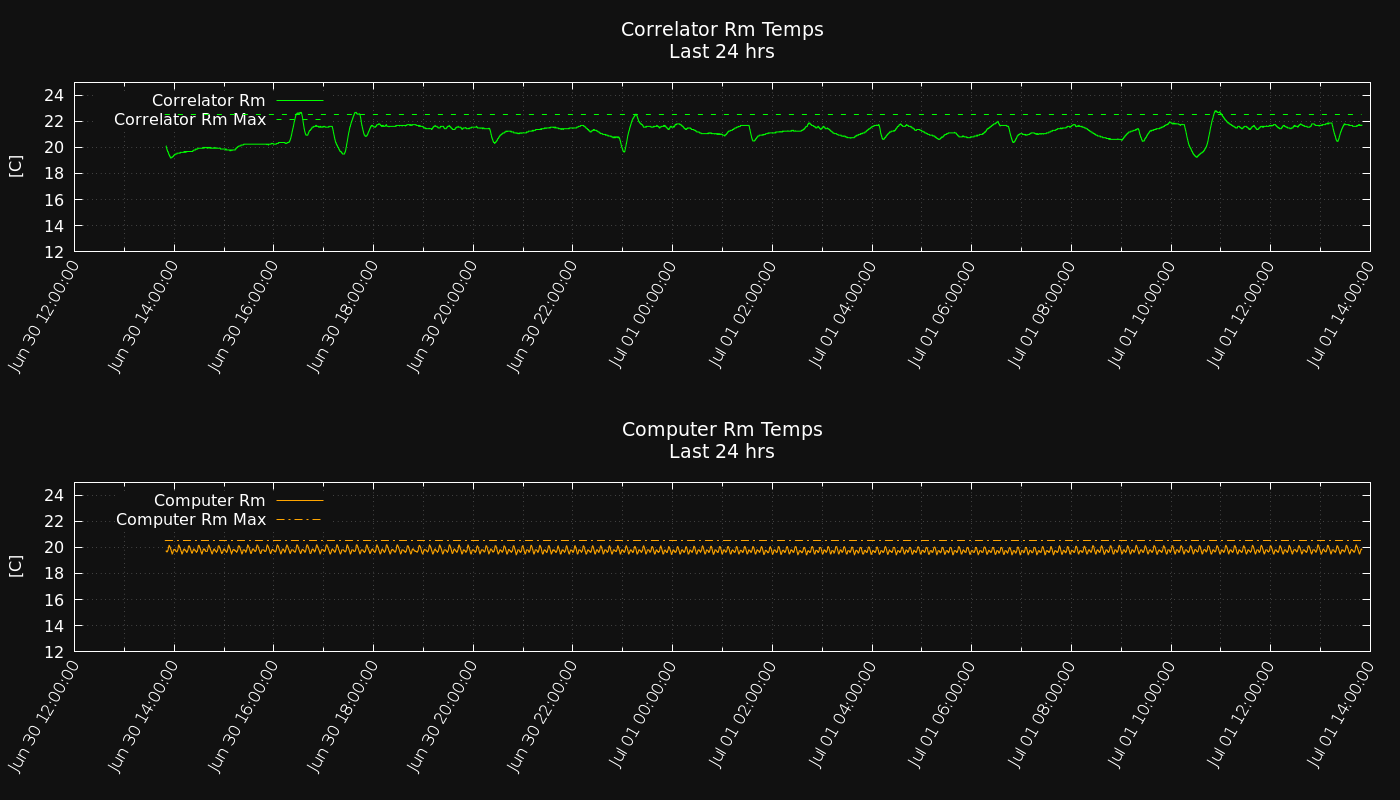 Correlator Rm Temps
Last 24 hrs
Correlator Rm
Correlator Rm Max
[C]
24
22
20
18
16
14
12
Jun 30 12:00:00
Jun 30 14:00:00
Jun 30 16:00:00
Jun 30 18:00:00
Jun 30 20:00:00
Jun 30 22:00:00
Jul 01 00:00:00
Jul 01 02:00:00
Jul 01 04:00:00
Jul 01 06:00:00
Jul 01 08:00:00
Jul 01 10:00:00
Jul 01 12:00:00
Jul 01 14:00:00
Computer Rm Temps
Last 24 hrs
Computer Rm
Computer Rm Max
[C]
24
22
20
18
16
14
12
Jun 30 12:00:00
Jun 30 14:00:00
Jun 30 16:00:00
Jun 30 18:00:00
Jun 30 20:00:00
Jun 30 22:00:00
Jul 01 00:00:00
Jul 01 02:00:00
Jul 01 04:00:00
Jul 01 06:00:00
Jul 01 08:00:00
Jul 01 10:00:00
Jul 01 12:00:00
Jul 01 14:00:00